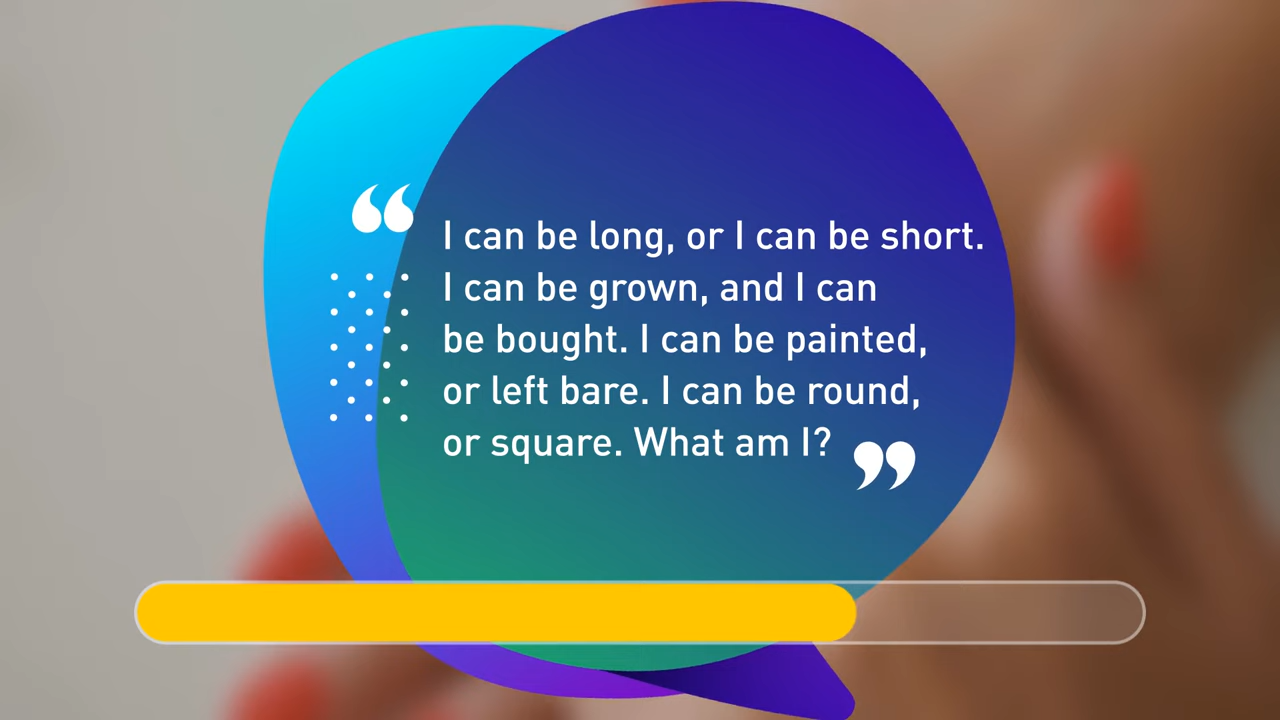 “I can be long, or I can be short.
I can be grown, and I can
be bought. I can be painted,
or left bare. I can be round,
or square. What am I?”